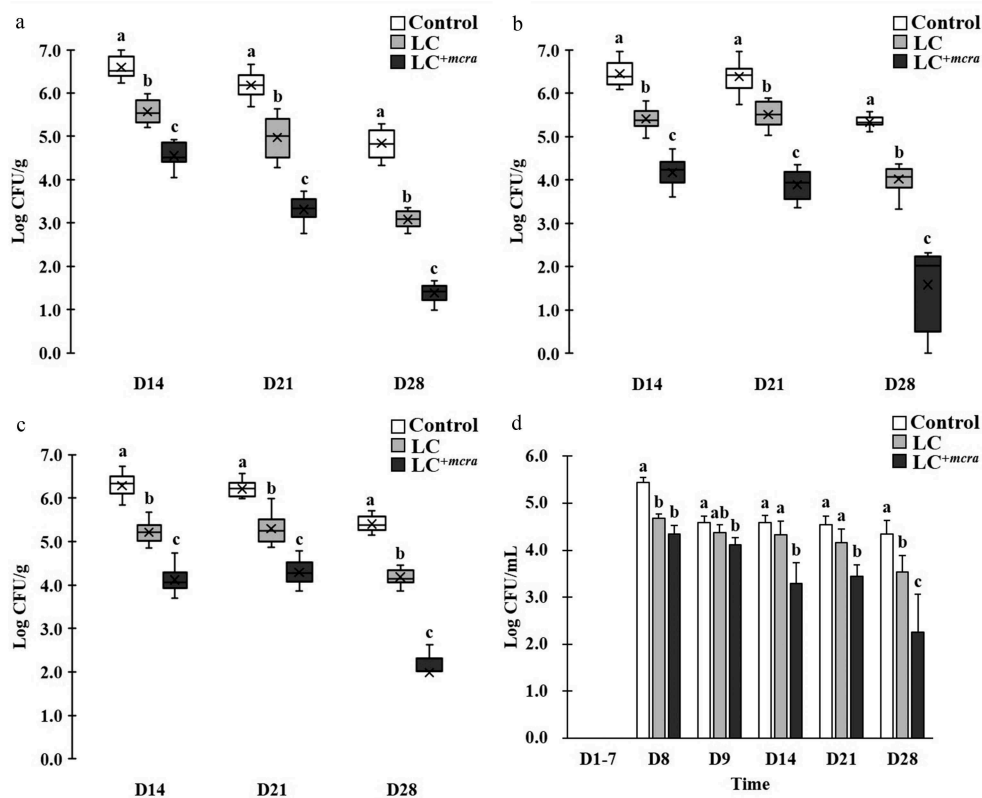 a
Control
LC
LC+mcra
7.0
6.0
5.0
4.0
3.0
2.0
1.0
0.0
Log CFU/g
a
b
c
a
b
c
a
b
c
D14 D21 D28
b
Control
LC
LC+mcra
7.0
6.0
5.0
4.0
3.0
2.0
1.0
0.0
Log CFU/g
a
b
c
a
b
c
a
b
c
D14 D21 D28
c
Control
LC
LC+mcra
7.0
6.0
5.0
4.0
3.0
2.0
1.0
0.0
Log CFU/g
a
b
c
a
b
c
a
b
c
D14 D21 D28
d
Control
LC
LC+mcra
6.0
5.0
4.0
3.0
2.0
1.0
0.0
Log CFU/mL
a
b b
a ab b
a a b
a a b
a b c
D1-7 D8 D9 D14 D21 D28
Time